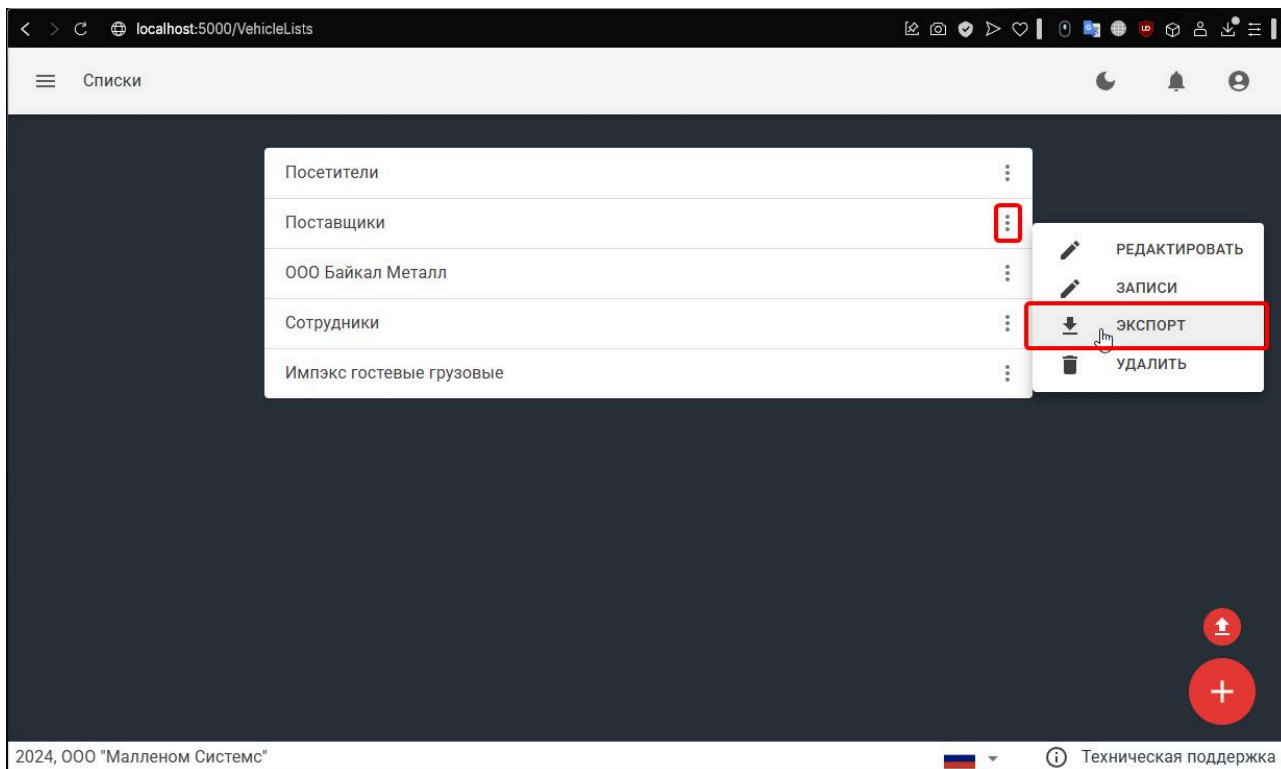 localhost:5000/VehicleLists
Списки
Посетители
Поставщики
ООО Байкал Металл
Сотрудники
Импэкс гостевые грузовые
РЕДАКТИРОВАТЬ
ЗАПИСИ
ЭКСПОРТ
УДАЛИТЬ
2024, ООО "Малленом Системс"
Техническая поддержка